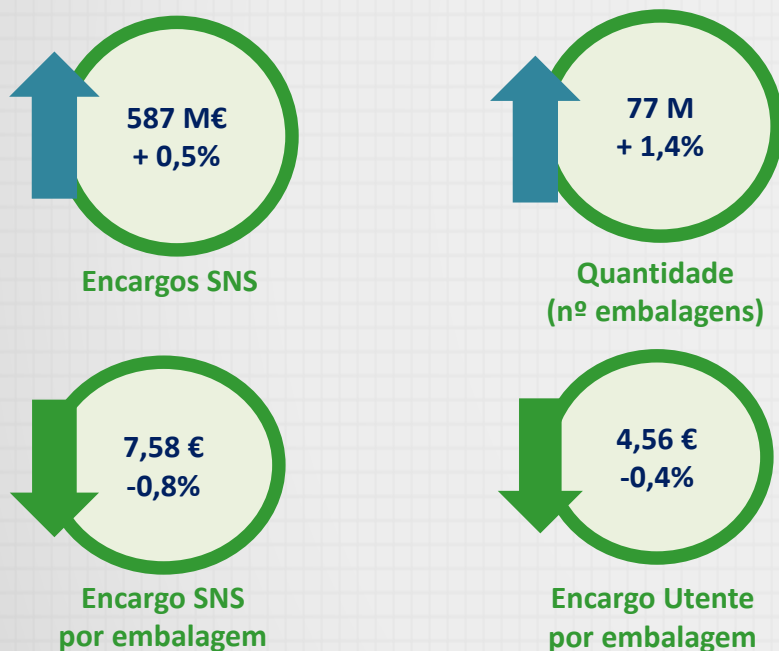 587 M€
+ 0,5%
Encargos SNS
77 M
+ 1,4%
Quantidade
(nº embalagens)
7,58 €
-0,8%
Encargo SNS
por embalagem
4,56 €
-0,4%
Encargo Utente
por embalagem